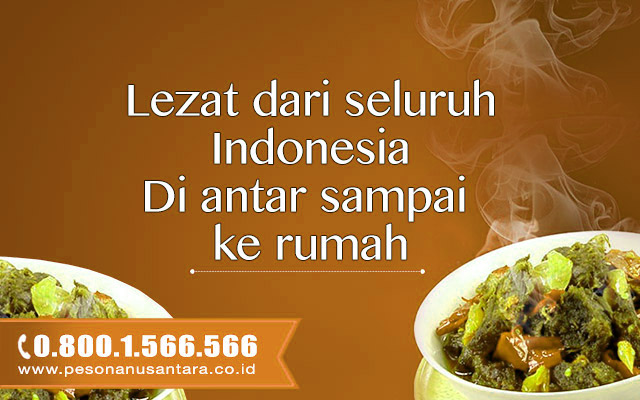 Lezat dari seluruh
Indonesia
Di antar sampai
ke rumah
0.800.1.566.566
www.pesonanusantara.co.id